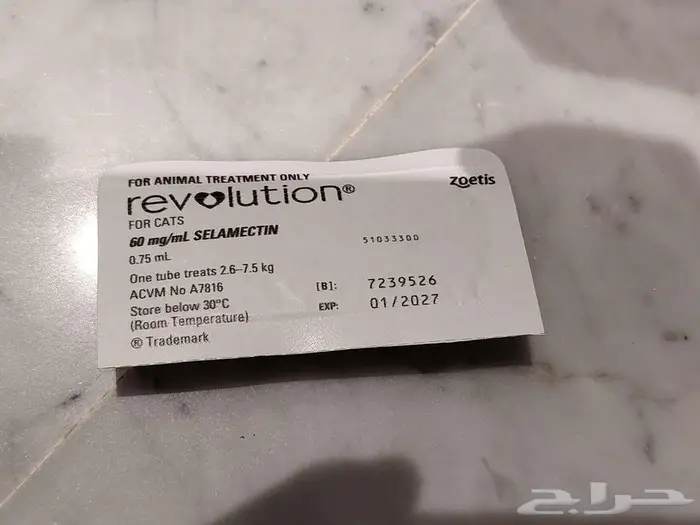 FOR ANIMAL TREATMENT ONLY
revolution®
zoetis
FOR CATS
60 mg/mL SELAMECTIN
51033300
0.75 mL
One tube treats 2.6–7.5 kg
ACVM No A7816
[B]: 7239526
Store below 30°C
EXP: 01/2027
(Room Temperature)
® Trademark
حراج